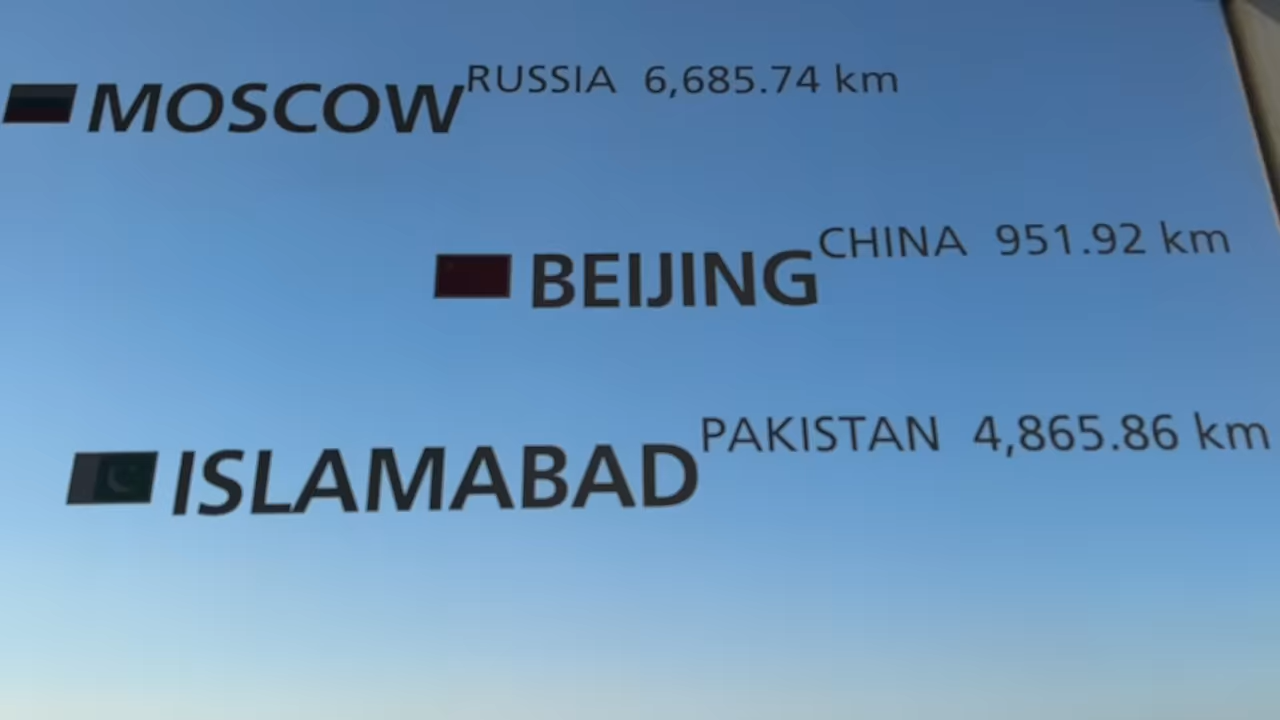 MOSCOW RUSSIA 6,685.74 km
BEIJING CHINA 951.92 km
ISLAMABAD PAKISTAN 4,865.86 km